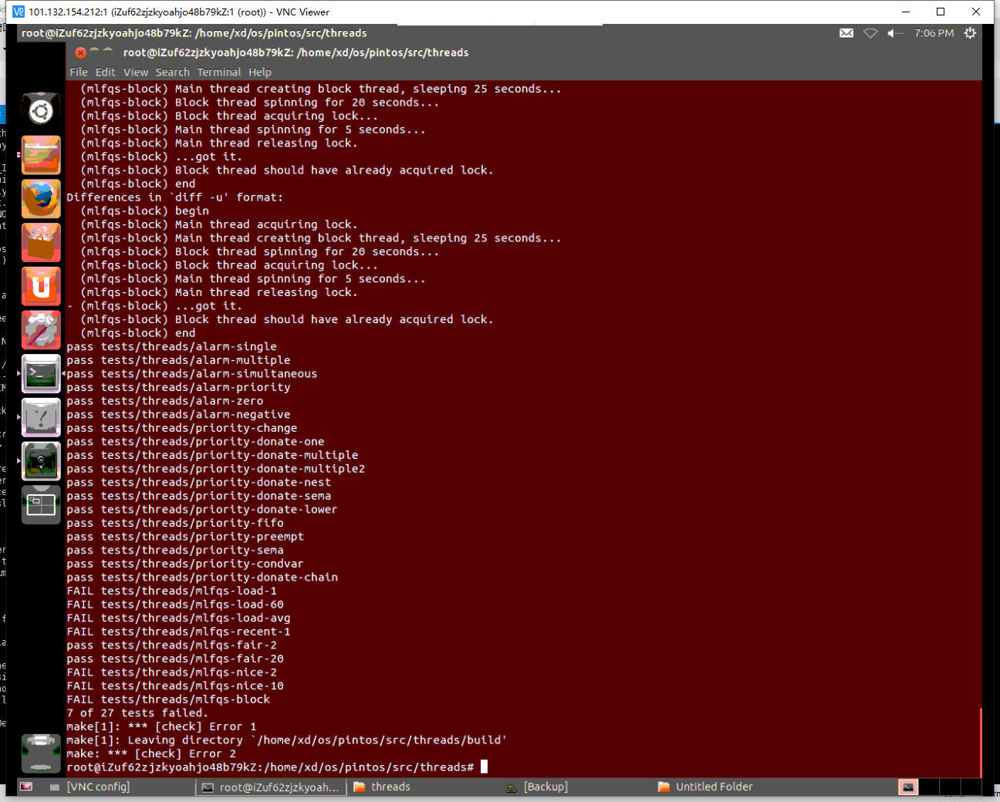 101.132.154.212:1 (iZuf62zjzkyoahjo48b79kZ:1 (root)) - VNC Viewer
root@iZuf62zjzkyoahjo48b79kZ: /home/xd/os/pintos/src/threads
7:06 PM
root@iZuf62zjzkyoahjo48b79kZ: /home/xd/os/pintos/src/threads
File Edit View Search Terminal Help
(mlfqs-block) Main thread creating block thread, sleeping 25 seconds...
(mlfqs-block) Block thread spinning for 20 seconds...
(mlfqs-block) Block thread acquiring lock...
(mlfqs-block) Main thread spinning for 5 seconds...
(mlfqs-block) Main thread releasing lock.
(mlfqs-block) ...got it.
(mlfqs-block) Block thread should have already acquired lock.
(mlfqs-block) end
Differences in `diff -u' format:
(mlfqs-block) begin
(mlfqs-block) Main thread acquiring lock.
(mlfqs-block) Main thread creating block thread, sleeping 25 seconds...
(mlfqs-block) Block thread spinning for 20 seconds...
(mlfqs-block) Block thread acquiring lock...
(mlfqs-block) Main thread spinning for 5 seconds...
(mlfqs-block) Main thread releasing lock.
- (mlfqs-block) ...got it.
(mlfqs-block) Block thread should have already acquired lock.
(mlfqs-block) end
pass tests/threads/alarm-single
pass tests/threads/alarm-multiple
pass tests/threads/alarm-simultaneous
pass tests/threads/alarm-priority
pass tests/threads/alarm-zero
pass tests/threads/alarm-negative
pass tests/threads/priority-change
pass tests/threads/priority-donate-one
pass tests/threads/priority-donate-multiple
pass tests/threads/priority-donate-multiple2
pass tests/threads/priority-donate-nest
pass tests/threads/priority-donate-sema
pass tests/threads/priority-donate-lower
pass tests/threads/priority-fifo
pass tests/threads/priority-preempt
pass tests/threads/priority-sema
pass tests/threads/priority-condvar
pass tests/threads/priority-donate-chain
FAIL tests/threads/mlfqs-load-1
FAIL tests/threads/mlfqs-load-60
FAIL tests/threads/mlfqs-load-avg
FAIL tests/threads/mlfqs-recent-1
pass tests/threads/mlfqs-fair-2
pass tests/threads/mlfqs-fair-20
FAIL tests/threads/mlfqs-nice-2
FAIL tests/threads/mlfqs-nice-10
FAIL tests/threads/mlfqs-block
7 of 27 tests failed.
make[1]: *** [check] Error 1
make[1]: Leaving directory `/home/xd/os/pintos/src/threads/build'
make: *** [check] Error 2
root@iZuf62zjzkyoahjo48b79kZ:/home/xd/os/pintos/src/threads#
[VNC config] root@iZuf62zjzkyoah... threads [Backup] Untitled Folder